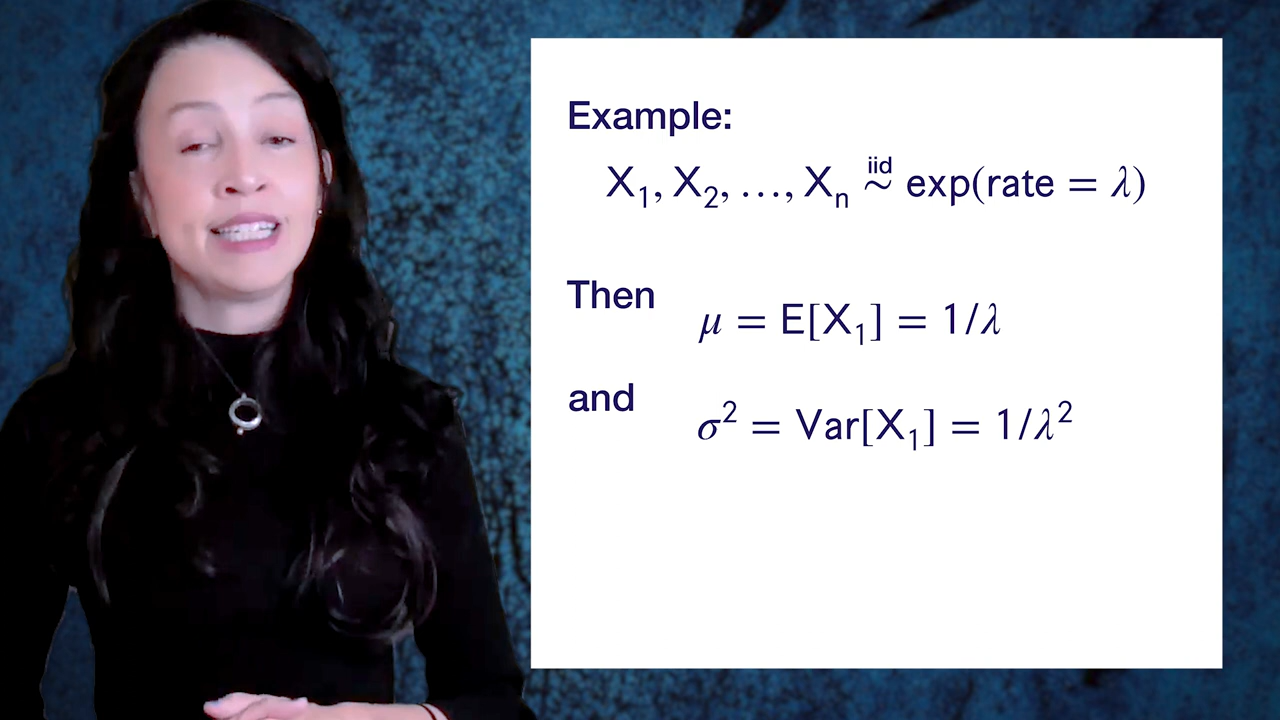 Example:
X₁, X₂, …, Xₙ iid ∼ exp(rate = λ)
Then μ = E[X₁] = 1/λ
and σ² = Var[X₁] = 1/λ²